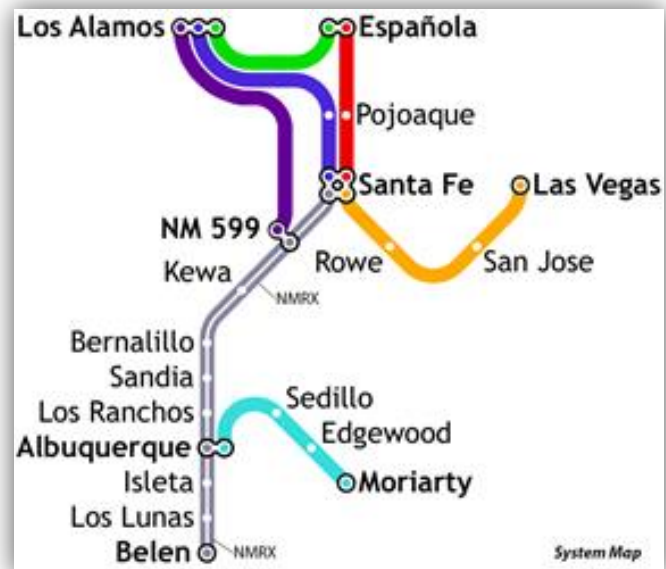 Los Alamos
Española
Pojoaque
Santa Fe
Las Vegas
NM 599
Rowe
San Jose
Kewa
NMRX
Bernalillo
Sandia
Los Ranchos
Sedillo
Albuquerque
Edgewood
Isleta
Moriarty
Los Lunas
Belen
NMRX
System Map